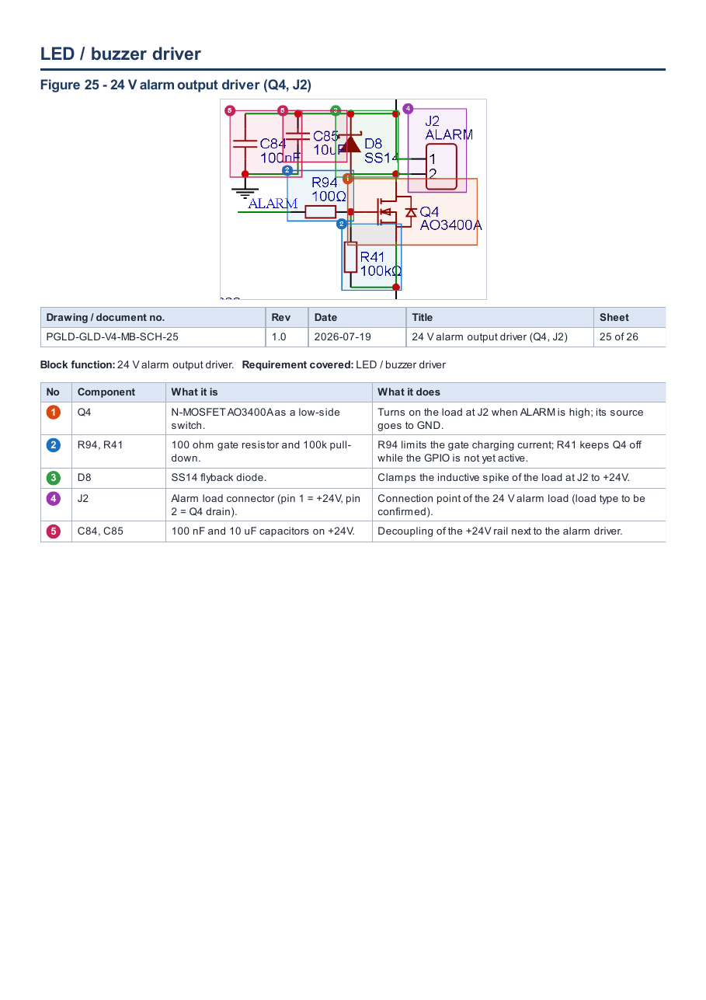 LED / buzzer driver
Figure 25 - 24 V alarm output driver (Q4, J2)
5
5
3
4
J2
ALARM
C84
100nF
C85
10uF
D8
SS14
1
2
2
R94
100Ω
1
ALARM
Q4
AO3400A
2
R41
100kΩ
Drawing / document no. Rev Date Title Sheet
PGLD-GLD-V4-MB-SCH-25 1.0 2026-07-19 24 V alarm output driver (Q4, J2) 25 of 26
Block function: 24 V alarm output driver. Requirement covered: LED / buzzer driver
No Component What it is What it does
1 Q4 N-MOSFET AO3400A as a low-side switch. Turns on the load at J2 when ALARM is high; its source goes to GND.
2 R94, R41 100 ohm gate resistor and 100k pull-down. R94 limits the gate charging current; R41 keeps Q4 off while the GPIO is not yet active.
3 D8 SS14 flyback diode. Clamps the inductive spike of the load at J2 to +24V.
4 J2 Alarm load connector (pin 1 = +24V, pin 2 = Q4 drain). Connection point of the 24 V alarm load (load type to be confirmed).
5 C84, C85 100 nF and 10 uF capacitors on +24V. Decoupling of the +24V rail next to the alarm driver.